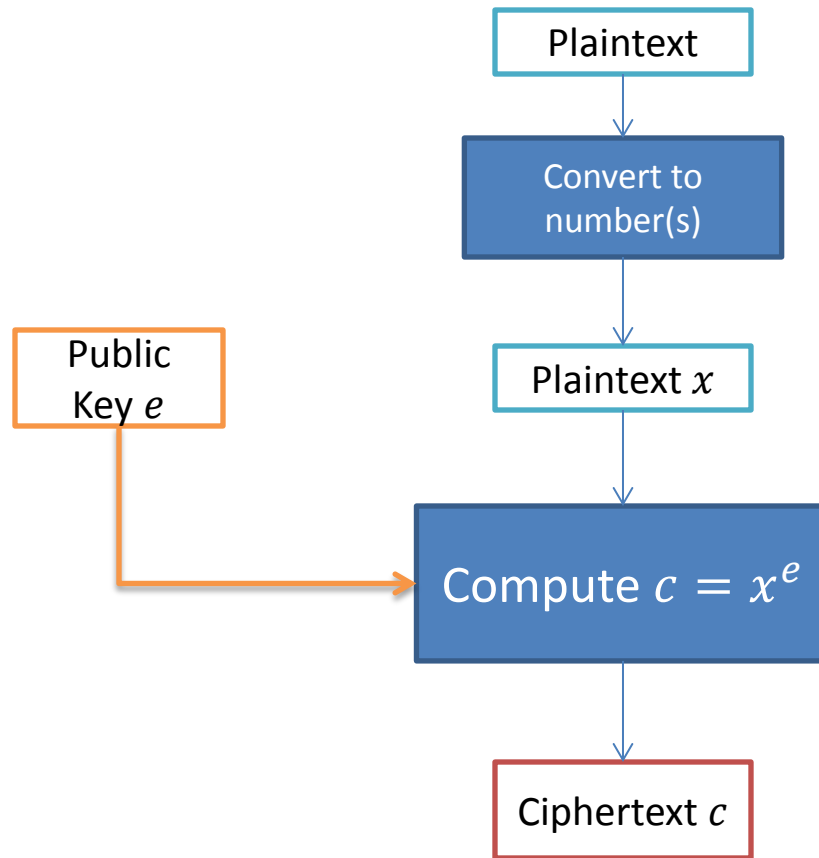 Plaintext
Convert to
number(s)
Public
Key e
Plaintext x
Compute c = x^e
Ciphertext c